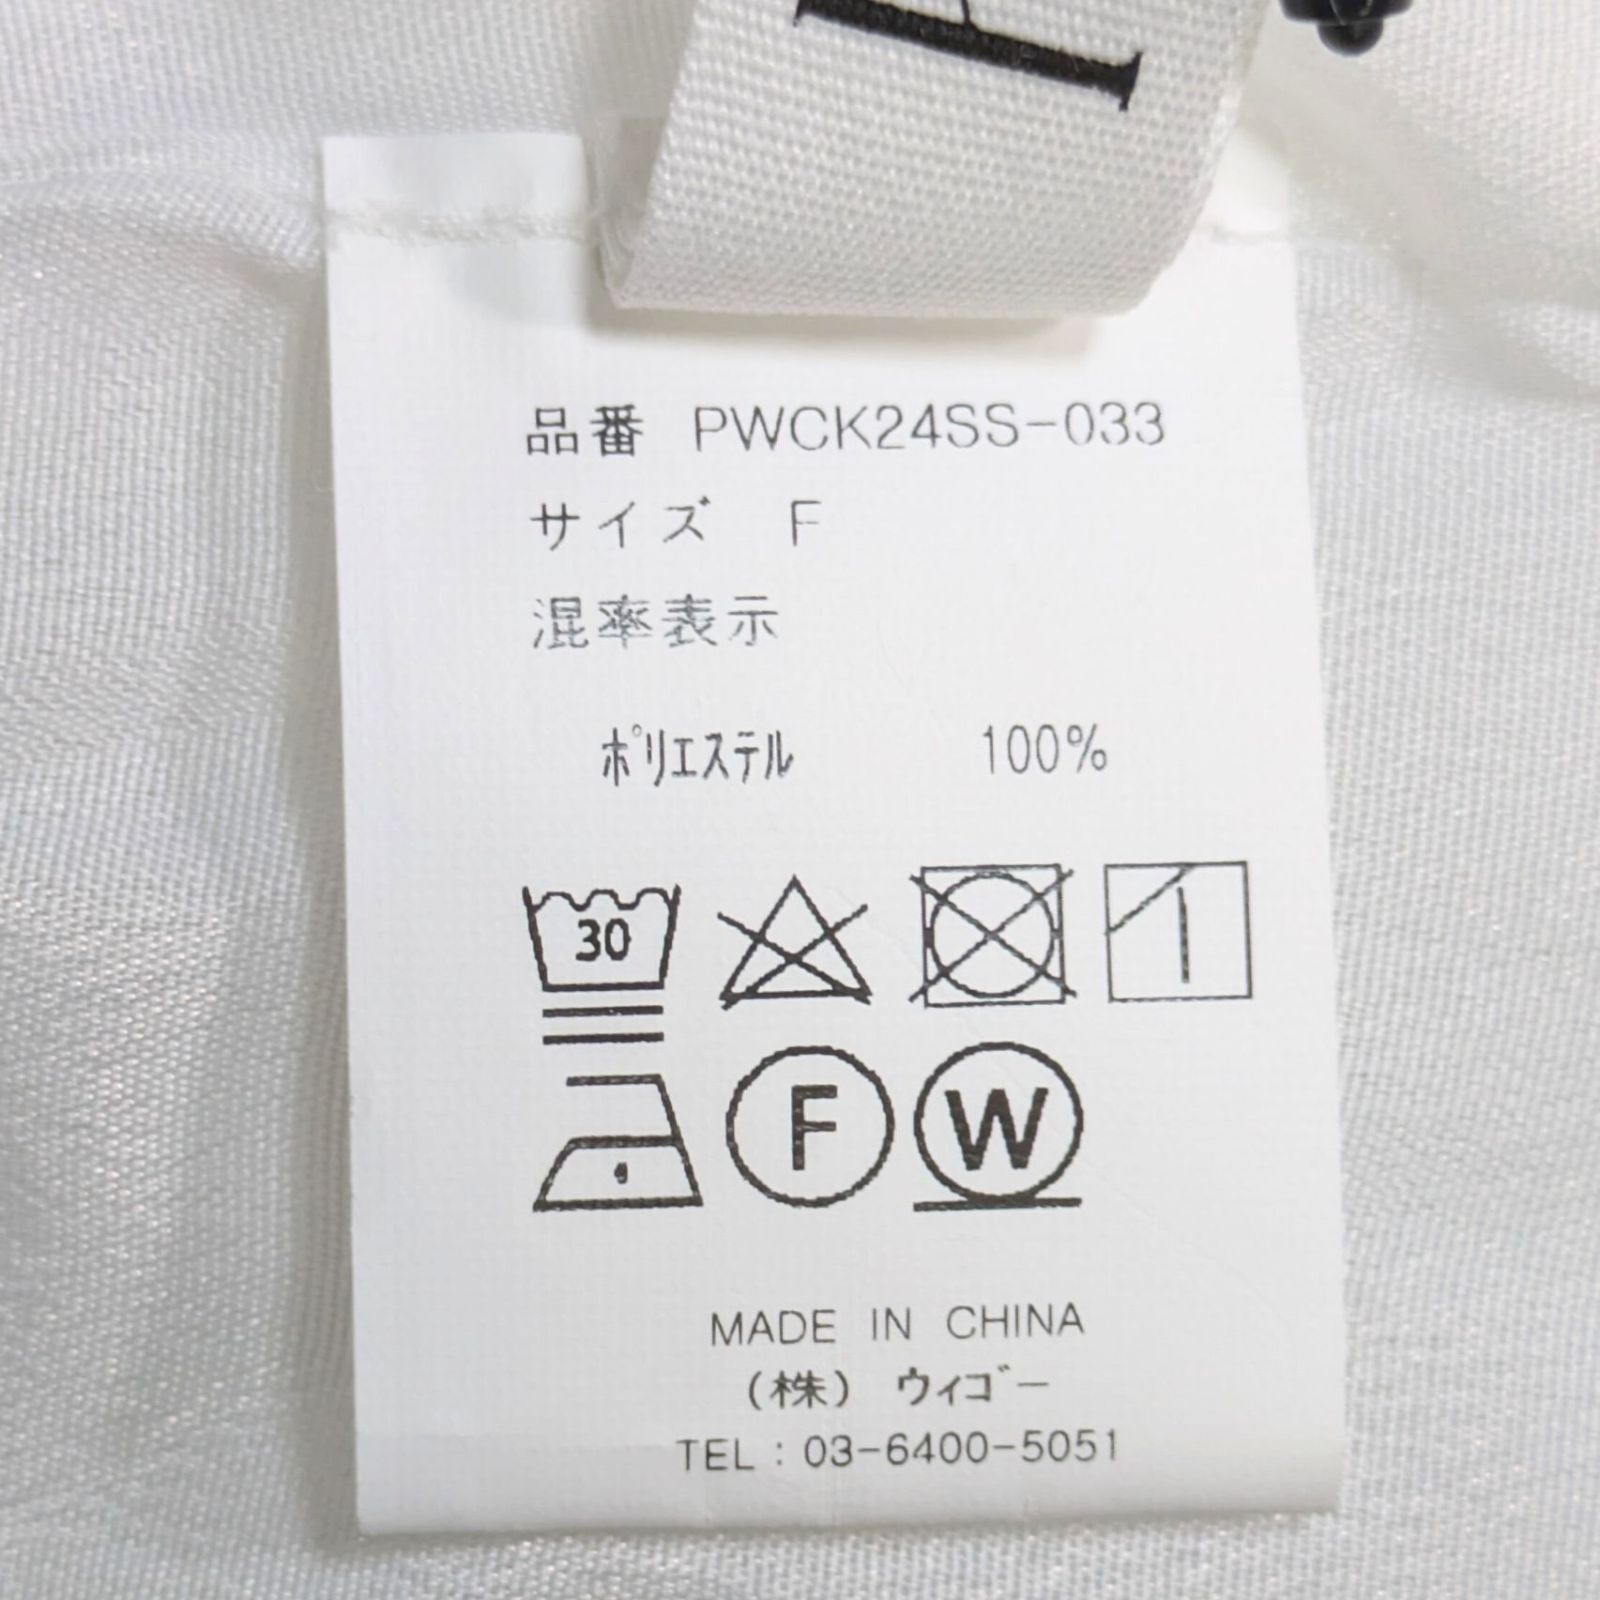 品番 PWCK24SS-033
サイズ F
混率表示
ポリエステル 100%
30
F W
MADE IN CHINA
(株) ウィゴー
TEL : 03-6400-5051